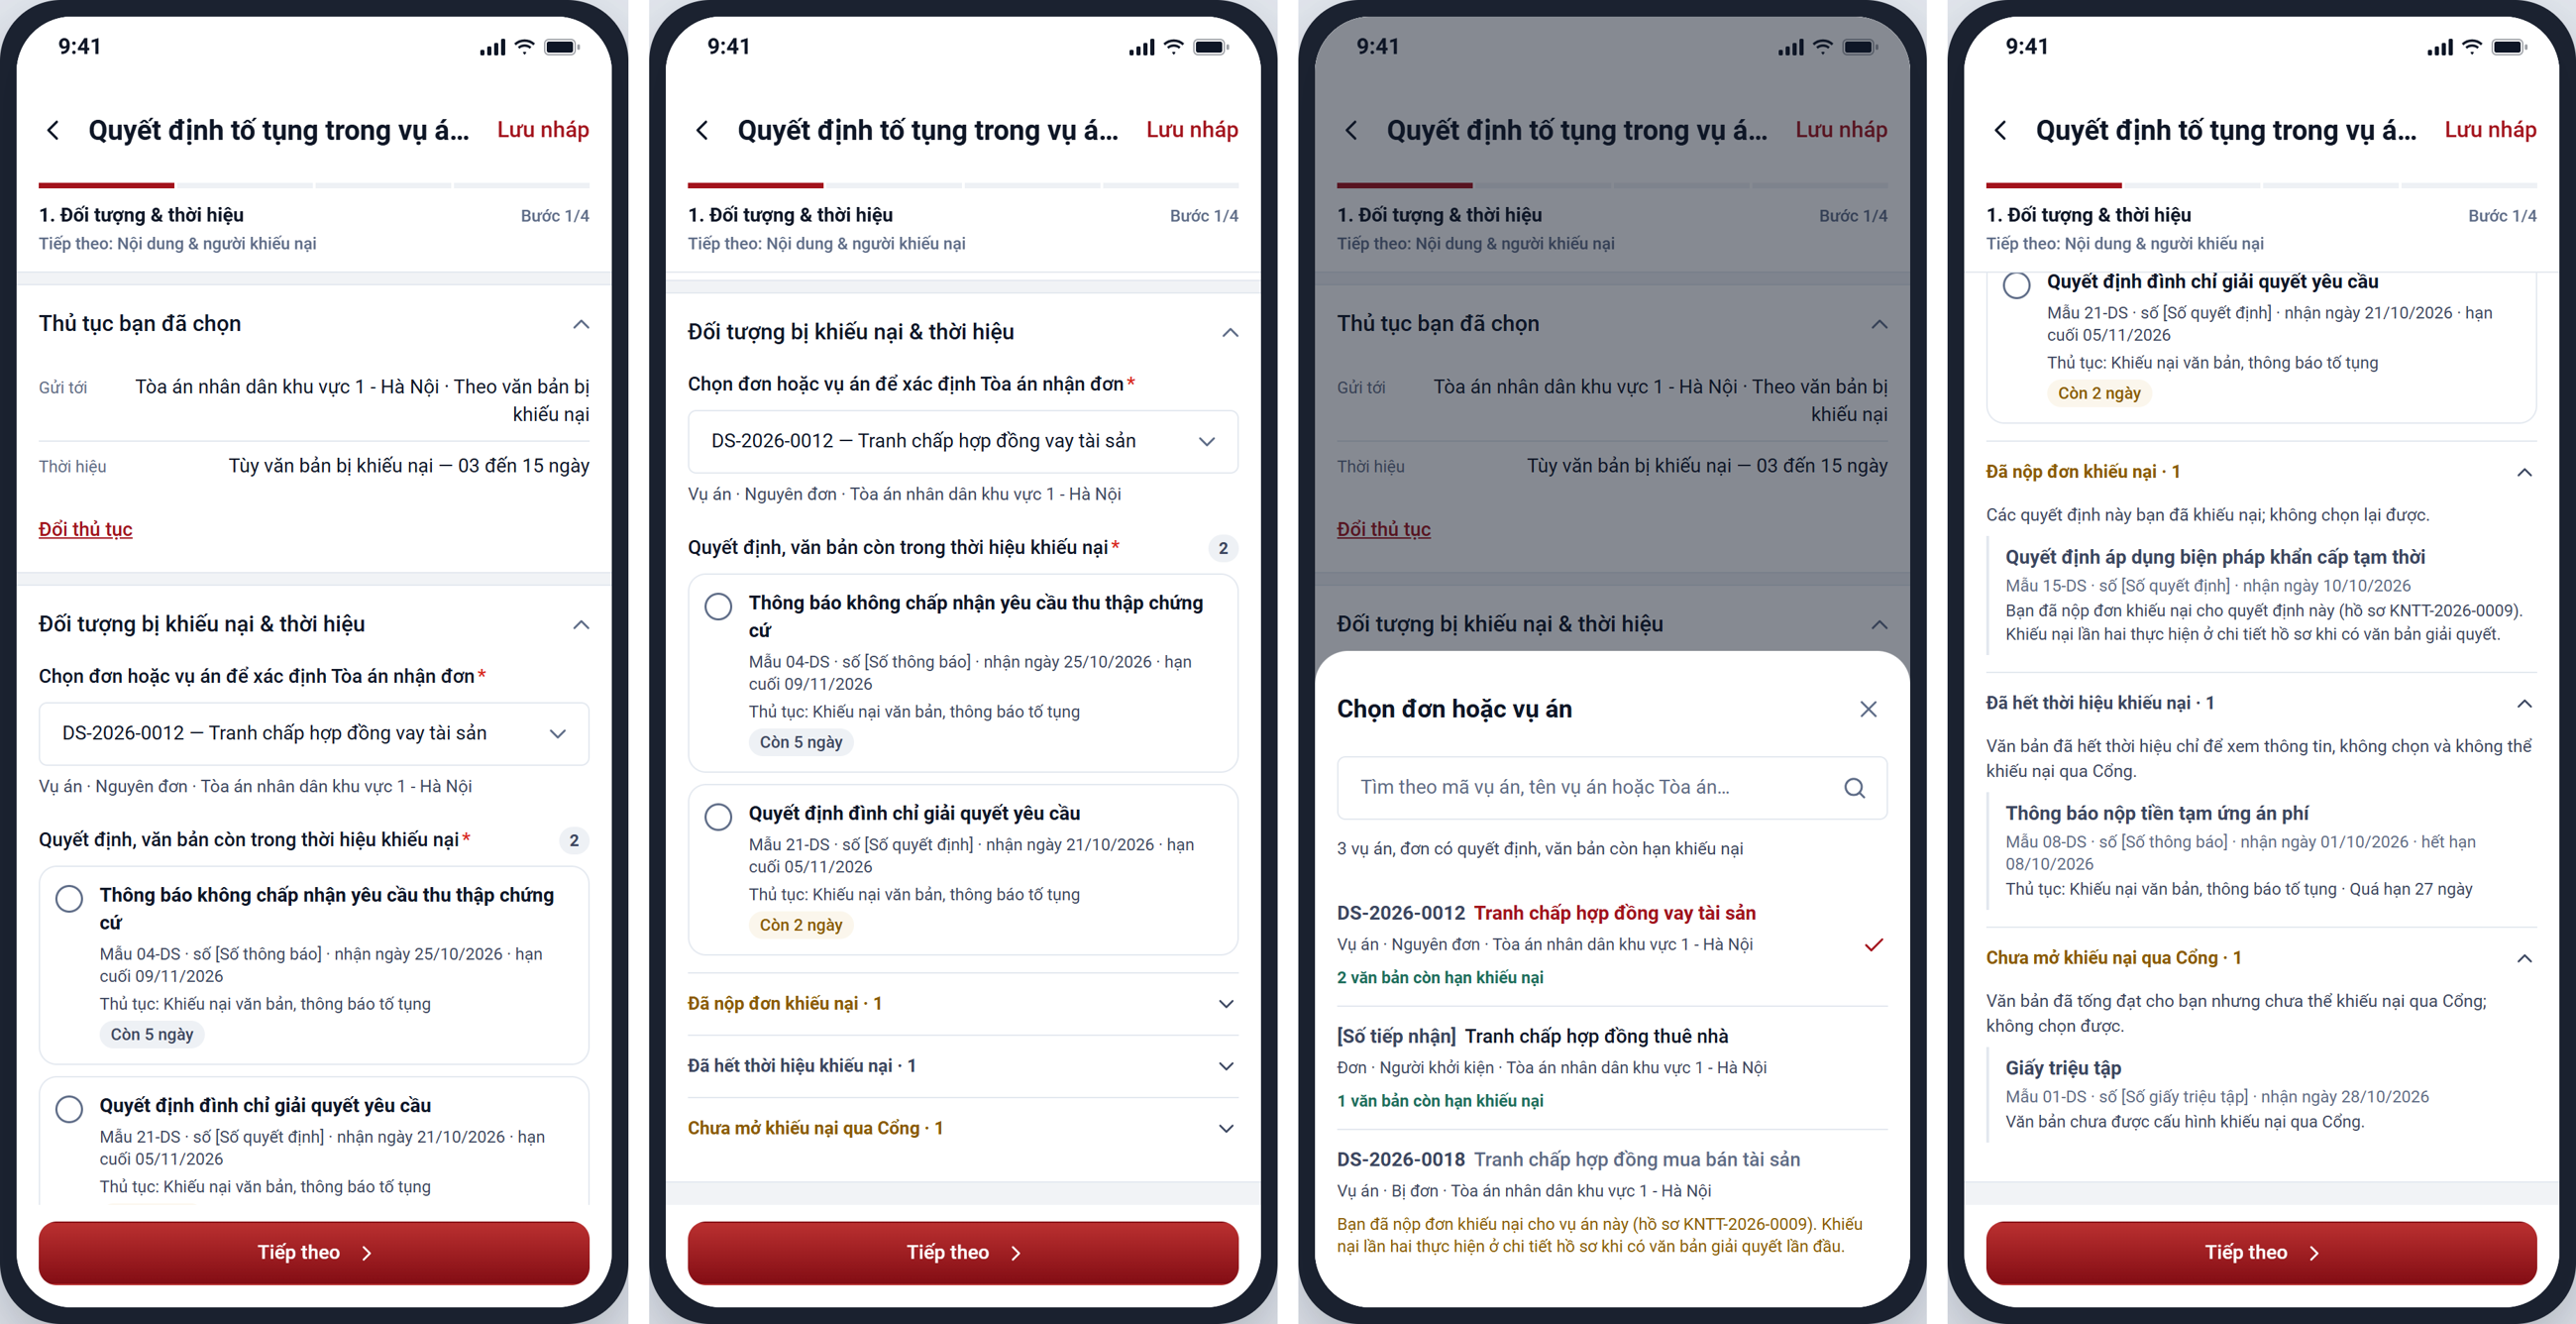 9:41
Quyết định tố tụng trong vụ á...
Lưu nháp
1. Đối tượng & thời hiệu
Bước 1/4
Tiếp theo: Nội dung & người khiếu nại
Thủ tục bạn đã chọn
Gửi tới
Tòa án nhân dân khu vực 1 - Hà Nội · Theo văn bản bị
khiếu nại
Thời hiệu
Tùy văn bản bị khiếu nại — 03 đến 15 ngày
Đổi thủ tục
Đối tượng bị khiếu nại & thời hiệu
Chọn đơn hoặc vụ án để xác định Tòa án nhận đơn*
DS-2026-0012 — Tranh chấp hợp đồng vay tài sản
Vụ án · Nguyên đơn · Tòa án nhân dân khu vực 1 - Hà Nội
Quyết định, văn bản còn trong thời hiệu khiếu nại*
2
Thông báo không chấp nhận yêu cầu thu thập chứng
cứ
Mẫu 04-DS · số [Số thông báo] · nhận ngày 25/10/2026 · hạn
cuối 09/11/2026
Thủ tục: Khiếu nại văn bản, thông báo tố tụng
Còn 5 ngày
Quyết định đình chỉ giải quyết yêu cầu
Mẫu 21-DS · số [Số quyết định] · nhận ngày 21/10/2026 · hạn
cuối 05/11/2026
Thủ tục: Khiếu nại văn bản, thông báo tố tụng
Tiếp theo
9:41
Quyết định tố tụng trong vụ á...
Lưu nháp
1. Đối tượng & thời hiệu
Bước 1/4
Tiếp theo: Nội dung & người khiếu nại
Đối tượng bị khiếu nại & thời hiệu
Chọn đơn hoặc vụ án để xác định Tòa án nhận đơn*
DS-2026-0012 — Tranh chấp hợp đồng vay tài sản
Vụ án · Nguyên đơn · Tòa án nhân dân khu vực 1 - Hà Nội
Quyết định, văn bản còn trong thời hiệu khiếu nại*
2
Thông báo không chấp nhận yêu cầu thu thập chứng
cứ
Mẫu 04-DS · số [Số thông báo] · nhận ngày 25/10/2026 · hạn
cuối 09/11/2026
Thủ tục: Khiếu nại văn bản, thông báo tố tụng
Còn 5 ngày
Quyết định đình chỉ giải quyết yêu cầu
Mẫu 21-DS · số [Số quyết định] · nhận ngày 21/10/2026 · hạn
cuối 05/11/2026
Thủ tục: Khiếu nại văn bản, thông báo tố tụng
Còn 2 ngày
Đã nộp đơn khiếu nại · 1
Đã hết thời hiệu khiếu nại · 1
Chưa mở khiếu nại qua Cổng · 1
Tiếp theo
9:41
Quyết định tố tụng trong vụ á...
Lưu nháp
1. Đối tượng & thời hiệu
Bước 1/4
Tiếp theo: Nội dung & người khiếu nại
Thủ tục bạn đã chọn
Gửi tới
Tòa án nhân dân khu vực 1 - Hà Nội · Theo văn bản bị
khiếu nại
Thời hiệu
Tùy văn bản bị khiếu nại — 03 đến 15 ngày
Đổi thủ tục
Đối tượng bị khiếu nại & thời hiệu
Chọn đơn hoặc vụ án
Tìm theo mã vụ án, tên vụ án hoặc Tòa án...
3 vụ án, đơn có quyết định, văn bản còn hạn khiếu nại
DS-2026-0012 Tranh chấp hợp đồng vay tài sản
Vụ án · Nguyên đơn · Tòa án nhân dân khu vực 1 - Hà Nội
2 văn bản còn hạn khiếu nại
[Số tiếp nhận] Tranh chấp hợp đồng thuê nhà
Đơn · Người khởi kiện · Tòa án nhân dân khu vực 1 - Hà Nội
1 văn bản còn hạn khiếu nại
DS-2026-0018 Tranh chấp hợp đồng mua bán tài sản
Vụ án · Bị đơn · Tòa án nhân dân khu vực 1 - Hà Nội
Bạn đã nộp đơn khiếu nại cho vụ án này (hồ sơ KNTT-2026-0009). Khiếu
nại lần hai thực hiện ở chi tiết hồ sơ khi có văn bản giải quyết lần đầu.
9:41
Quyết định tố tụng trong vụ á...
Lưu nháp
1. Đối tượng & thời hiệu
Bước 1/4
Tiếp theo: Nội dung & người khiếu nại
Quyết định đình chỉ giải quyết yêu cầu
Mẫu 21-DS · số [Số quyết định] · nhận ngày 21/10/2026 · hạn
cuối 05/11/2026
Thủ tục: Khiếu nại văn bản, thông báo tố tụng
Còn 2 ngày
Đã nộp đơn khiếu nại · 1
Các quyết định này bạn đã khiếu nại; không chọn lại được.
Quyết định áp dụng biện pháp khẩn cấp tạm thời
Mẫu 15-DS · số [Số quyết định] · nhận ngày 10/10/2026
Bạn đã nộp đơn khiếu nại cho quyết định này (hồ sơ KNTT-2026-0009).
Khiếu nại lần hai thực hiện ở chi tiết hồ sơ khi có văn bản giải quyết.
Đã hết thời hiệu khiếu nại · 1
Văn bản đã hết thời hiệu chỉ để xem thông tin, không chọn và không thể
khiếu nại qua Cổng.
Thông báo nộp tiền tạm ứng án phí
Mẫu 08-DS · số [Số thông báo] · nhận ngày 01/10/2026 · hết hạn
08/10/2026
Thủ tục: Khiếu nại văn bản, thông báo tố tụng · Quá hạn 27 ngày
Chưa mở khiếu nại qua Cổng · 1
Văn bản đã tống đạt cho bạn nhưng chưa thể khiếu nại qua Cổng;
không chọn được.
Giấy triệu tập
Mẫu 01-DS · số [Số giấy triệu tập] · nhận ngày 28/10/2026
Văn bản chưa được cấu hình khiếu nại qua Cổng.
Tiếp theo